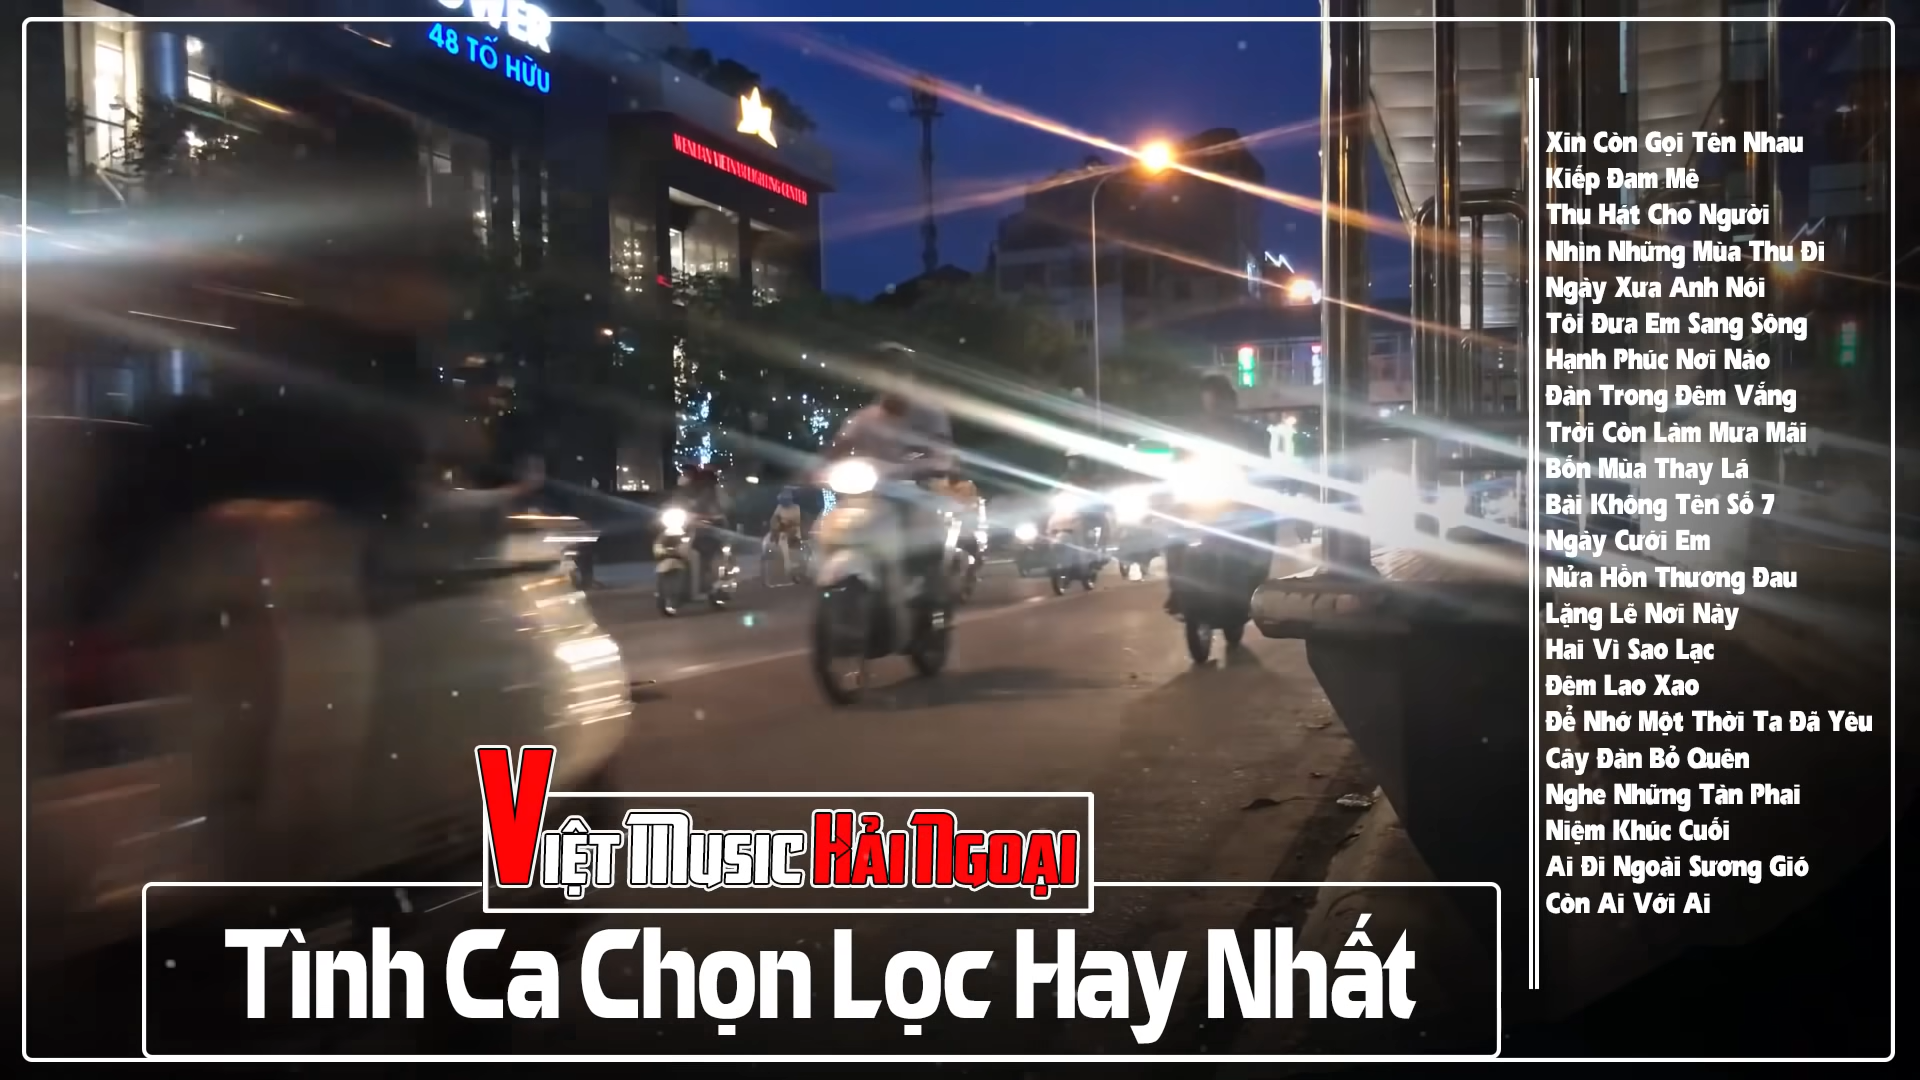 48 TỐ HỮU
WENLIAN VIETNAM LIGHTING CENTER
Xin Còn Gọi Tên Nhau
Kiếp Đam Mê
Thu Hát Cho Người
Nhìn Những Mùa Thu Đi
Ngày Xưa Anh Nói
Tôi Đưa Em Sang Sông
Hạnh Phúc Nơi Nào
Đàn Trong Đêm Vắng
Trời Còn Làm Mưa Mãi
Bốn Mùa Thay Lá
Bài Không Tên Số 7
Ngày Cưới Em
Nửa Hồn Thương Đau
Lặng Lẽ Nơi Này
Hai Vì Sao Lạc
Đêm Lao Xao
Để Nhớ Một Thời Ta Đã Yêu
Cây Đàn Bỏ Quên
Nghe Những Tàn Phai
Niệm Khúc Cuối
Ai Đi Ngoài Sương Gió
Còn Ai Với Ai
Việt Music Hải Ngoại
Tình Ca Chọn Lọc Hay Nhất